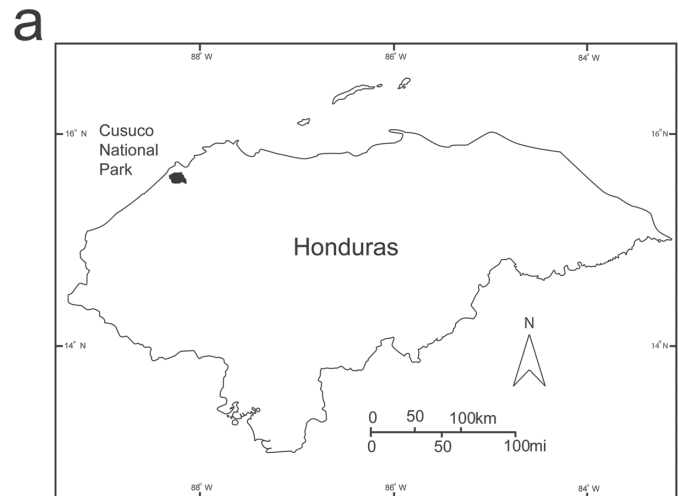 a
88° W 86° W 84° W
16° N
16° N
Cusuco
National
Park
Honduras
14° N
14° N
N
0 50 100km
0 50 100mi
88° W 86° W 84° W